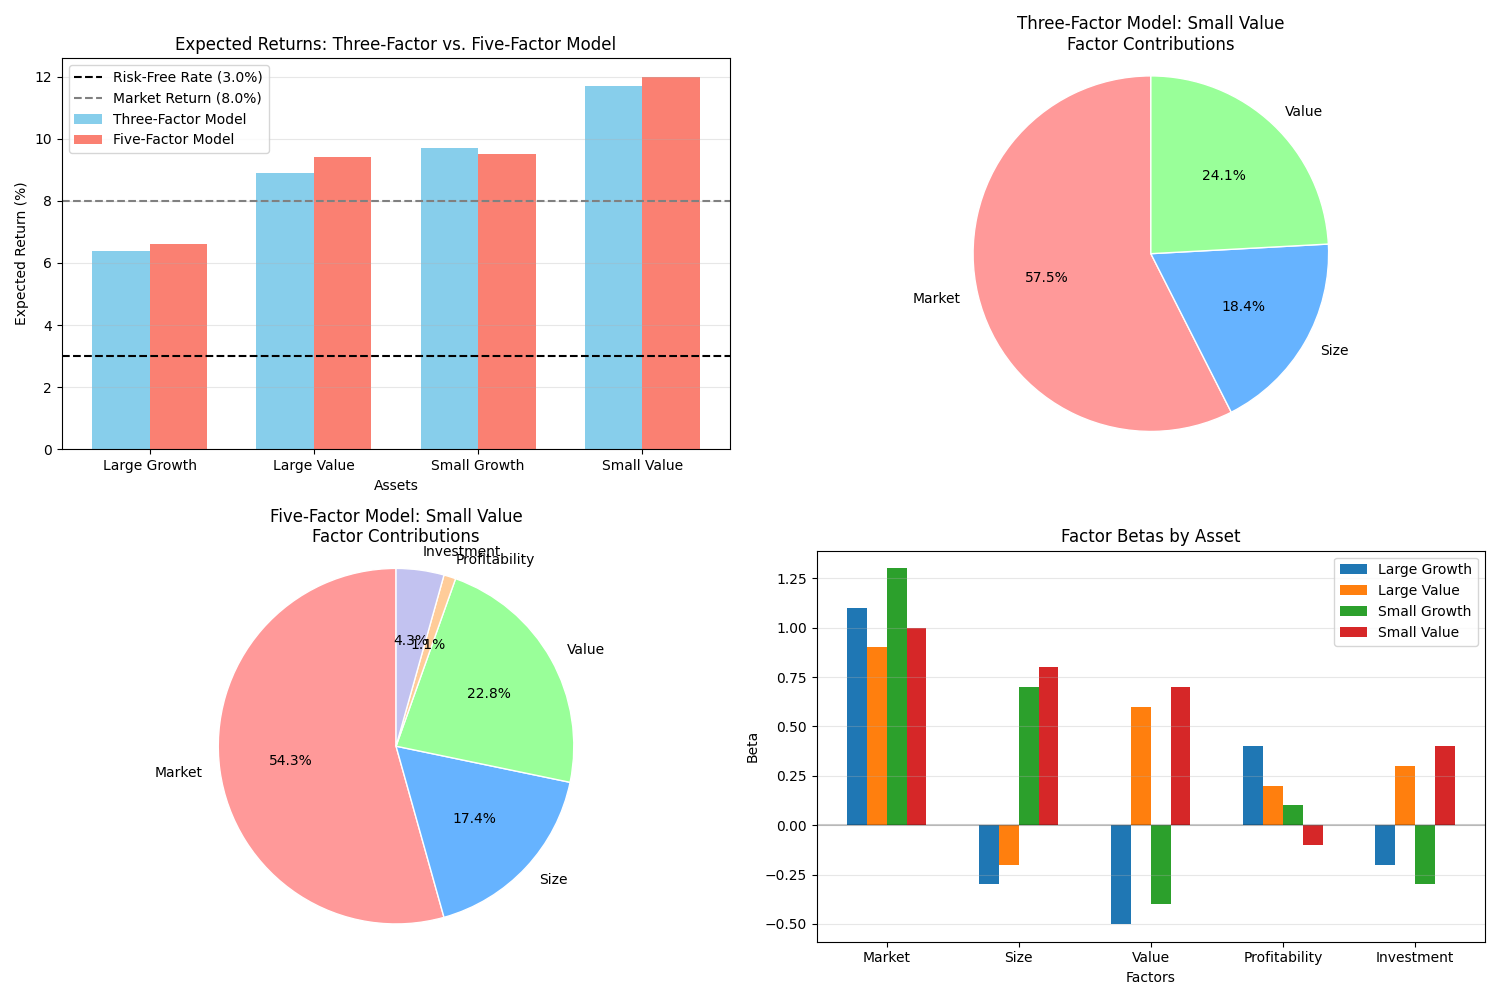 Expected Returns: Three-Factor vs. Five-Factor Model
Risk-Free Rate (3.0%)
Market Return (8.0%)
Three-Factor Model
Five-Factor Model
Expected Return (%)
12
10
8
6
4
2
0
Large Growth
Large Value
Small Growth
Small Value
Assets
Three-Factor Model: Small Value
Factor Contributions
Value
24.1%
57.5%
Market
18.4%
Size
Five-Factor Model: Small Value
Factor Contributions
Investment
Profitability
4.3%
1.1%
Value
22.8%
54.3%
Market
17.4%
Size
Factor Betas by Asset
Large Growth
Large Value
Small Growth
Small Value
Beta
1.25
1.00
0.75
0.50
0.25
0.00
−0.25
−0.50
Market
Size
Value
Profitability
Investment
Factors